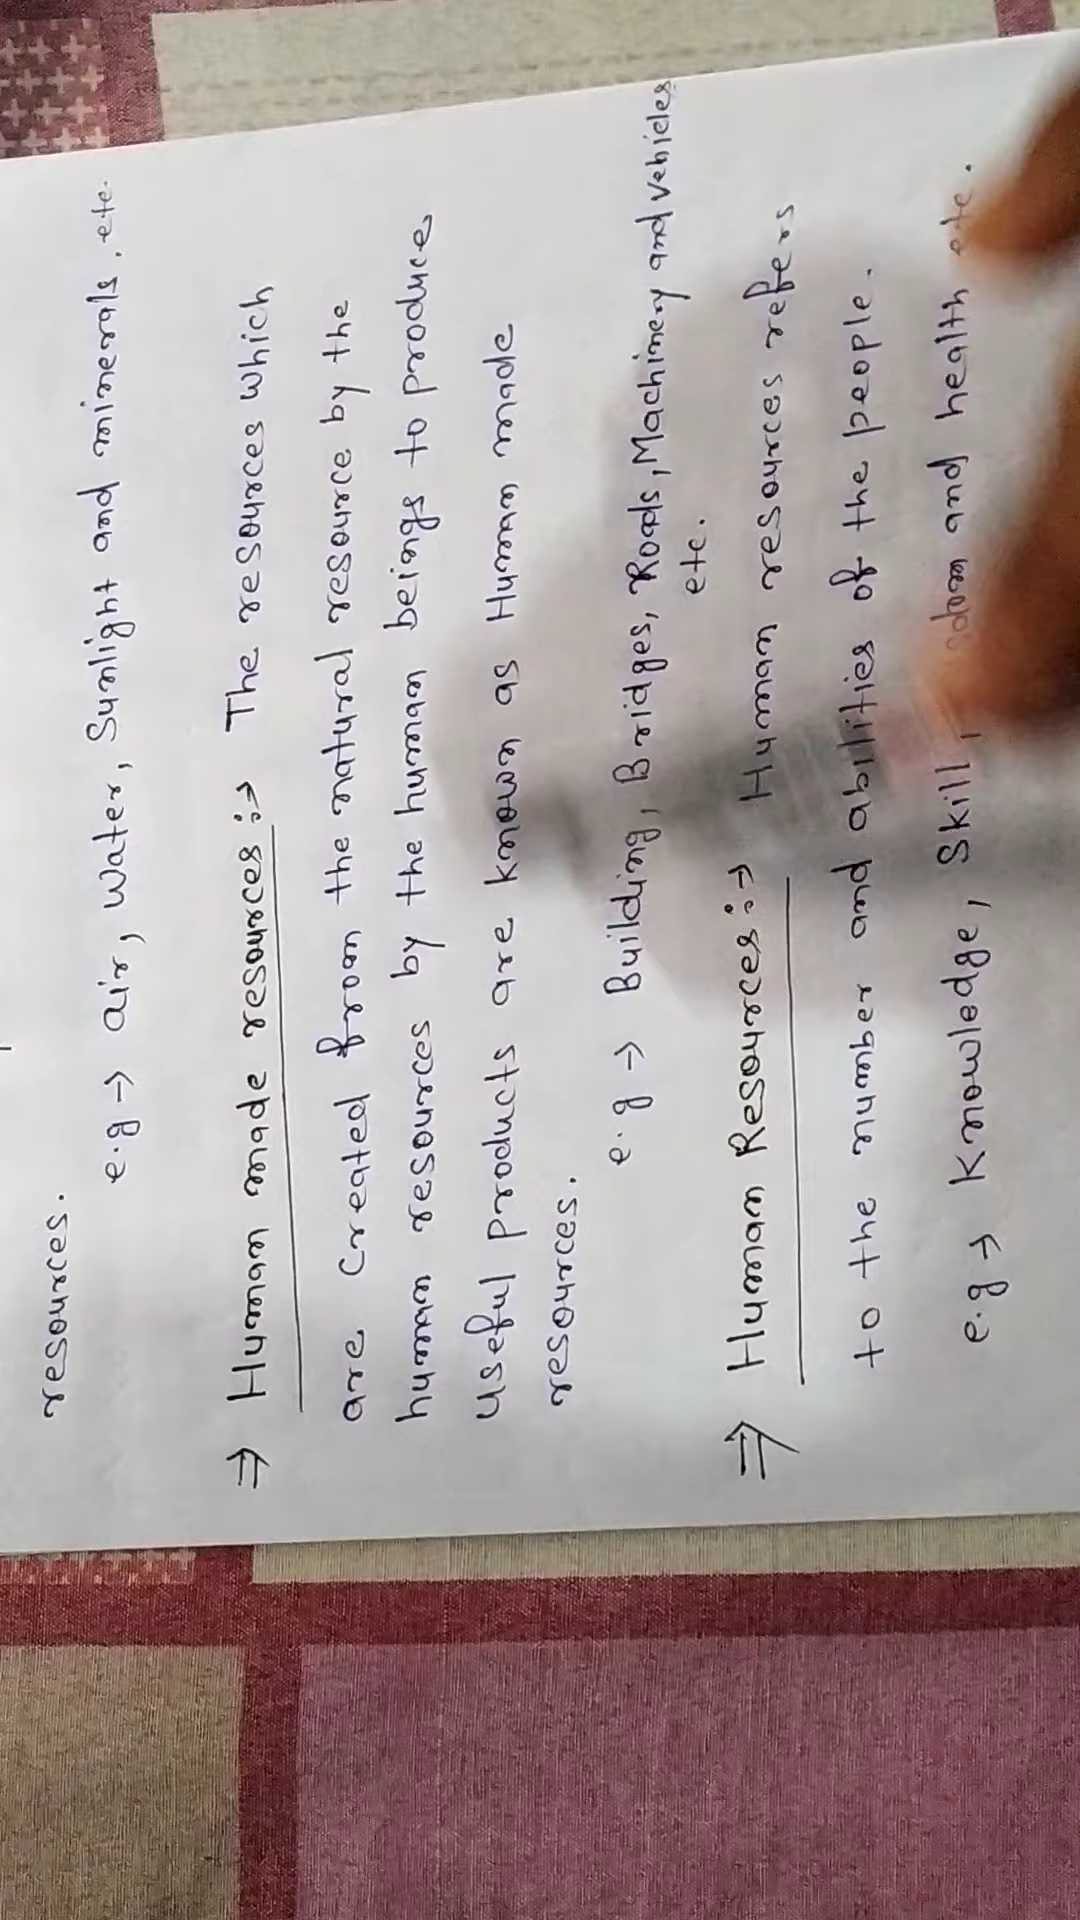 resources.
e.g → air, water, Sunlight and minerals, etc.
⇒ Human made resources :→ The resources which
are created from the natural resource by the
human resources by the human beings to produce
useful products are known as Human made
resources.
e.g → Building, Bridges, Roads, Machinery and vehicles
etc.
⇒ Human Resources :→ Human resources refers
to the number and abilities of the people.
e.g → Knowledge, Skill, and health etc.